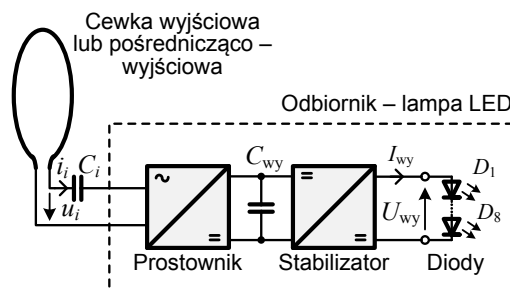 Cewka wyjściowa
lub pośrednicząco –
wyjściowa
Odbiornik – lampa LED
i_i
C_i
u_i
~
=
C_wy
=
=
I_wy
U_wy
D_1
D_8
Prostownik
Stabilizator
Diody